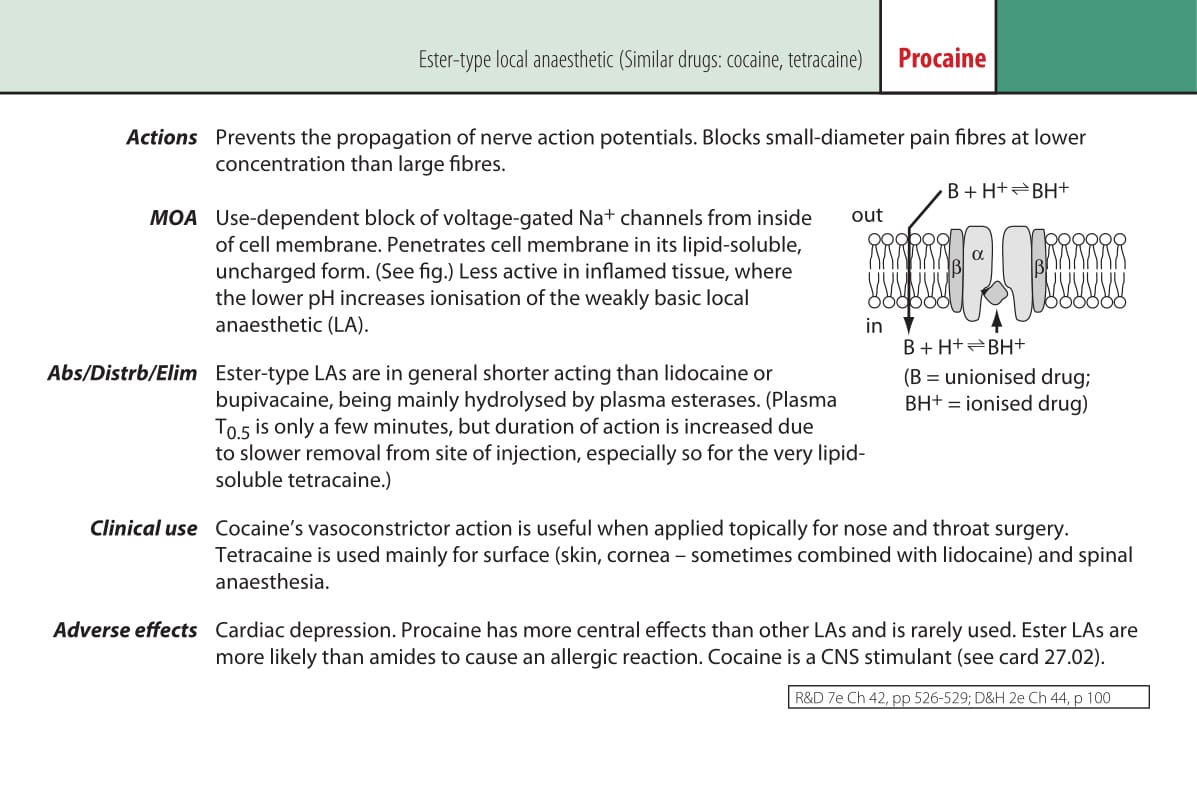 Ester-type local anaesthetic (Similar drugs: cocaine, tetracaine)
Procaine
Actions
Prevents the propagation of nerve action potentials. Blocks small-diameter pain fibres at lower
concentration than large fibres.
MOA
Use-dependent block of voltage-gated Na+ channels from inside
of cell membrane. Penetrates cell membrane in its lipid-soluble,
uncharged form. (See fig.) Less active in inflamed tissue, where
the lower pH increases ionisation of the weakly basic local
anaesthetic (LA).
B + H+⇌BH+
out
β
α
β
in
B + H+⇌BH+
(B = unionised drug;
BH+ = ionised drug)
Abs/Distrb/Elim
Ester-type LAs are in general shorter acting than lidocaine or
bupivacaine, being mainly hydrolysed by plasma esterases. (Plasma
T0.5 is only a few minutes, but duration of action is increased due
to slower removal from site of injection, especially so for the very lipid-
soluble tetracaine.)
Clinical use
Cocaine’s vasoconstrictor action is useful when applied topically for nose and throat surgery.
Tetracaine is used mainly for surface (skin, cornea – sometimes combined with lidocaine) and spinal
anaesthesia.
Adverse effects
Cardiac depression. Procaine has more central effects than other LAs and is rarely used. Ester LAs are
more likely than amides to cause an allergic reaction. Cocaine is a CNS stimulant (see card 27.02).
R&D 7e Ch 42, pp 526-529; D&H 2e Ch 44, p 100